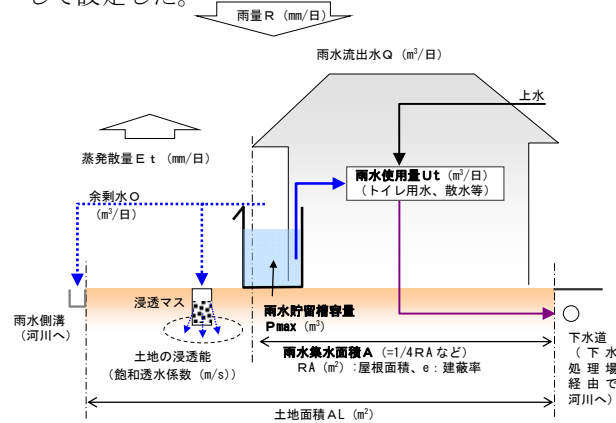 して設定した。
雨量R (mm/日)
雨水流出水Q (m³/日)
上水
蒸発散量Et (mm/日)
雨水使用量Ut (m³/日)
(トイレ用水、散水等)
余剰水O
(m³/日)
浸透マス
雨水貯留槽容量
Pmax (m³)
雨水側溝
(河川へ)
土地の浸透能
(飽和透水係数 (m/s))
雨水集水面積A (=1/4RAなど)
RA (m²) :屋根面積、e:建蔽率
下水道
(下水
処理場
経由で
河川へ)
土地面積AL (m²)